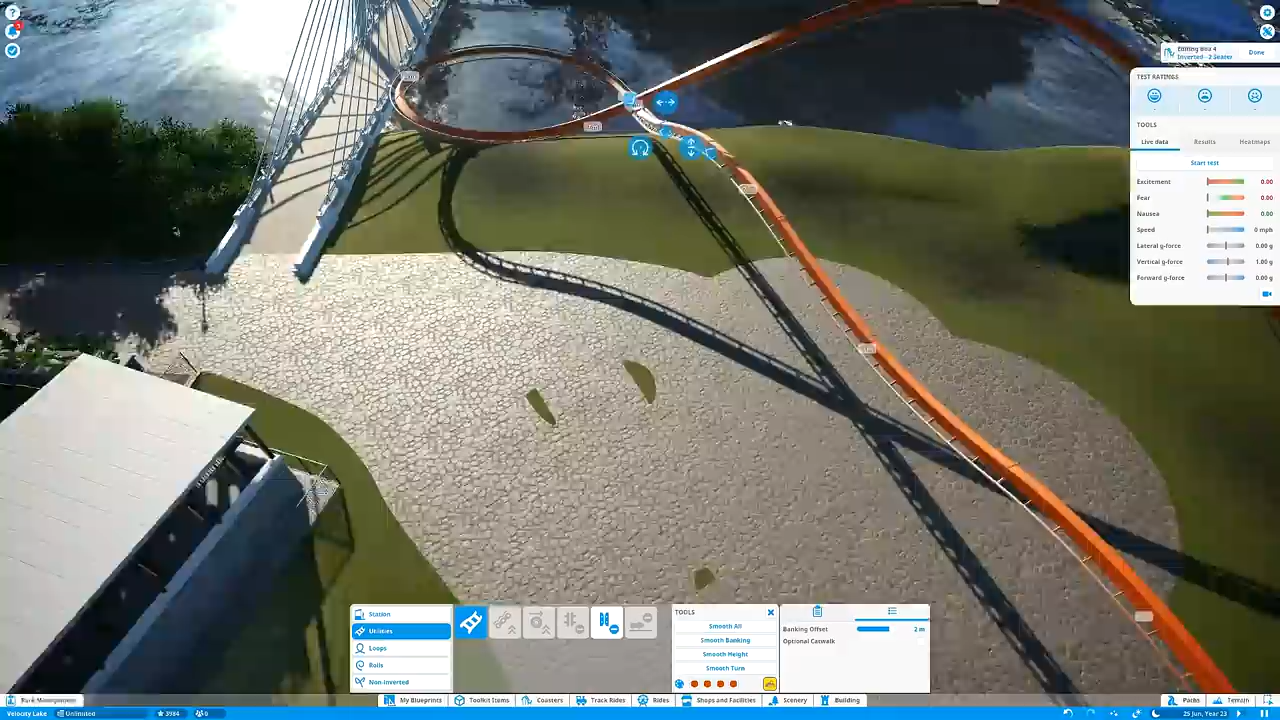 ?
Editing Bolt 4
Inverted - 2 Seater
Done
TEST RATINGS
- - -
TOOLS
Live data Results Heatmaps
Start test
Excitement 0.00
Fear 0.00
Nausea 0.00
Speed 0 mph
Lateral g-force 0.00 g
Vertical g-force 1.00 g
Forward g-force 0.00 g
Station
Utilities
Loops
Rolls
Non-Inverted
TOOLS
Smooth All
Smooth Banking
Smooth Height
Smooth Turn
Banking Offset 2 m
Optional Catwalk
Park Management
My Blueprints Toolkit Items Coasters Track Rides Rides Shops and Facilities Scenery Building
Paths Terrain
Velocity Lake Unlimited 3984 0 25 Jun, Year 23